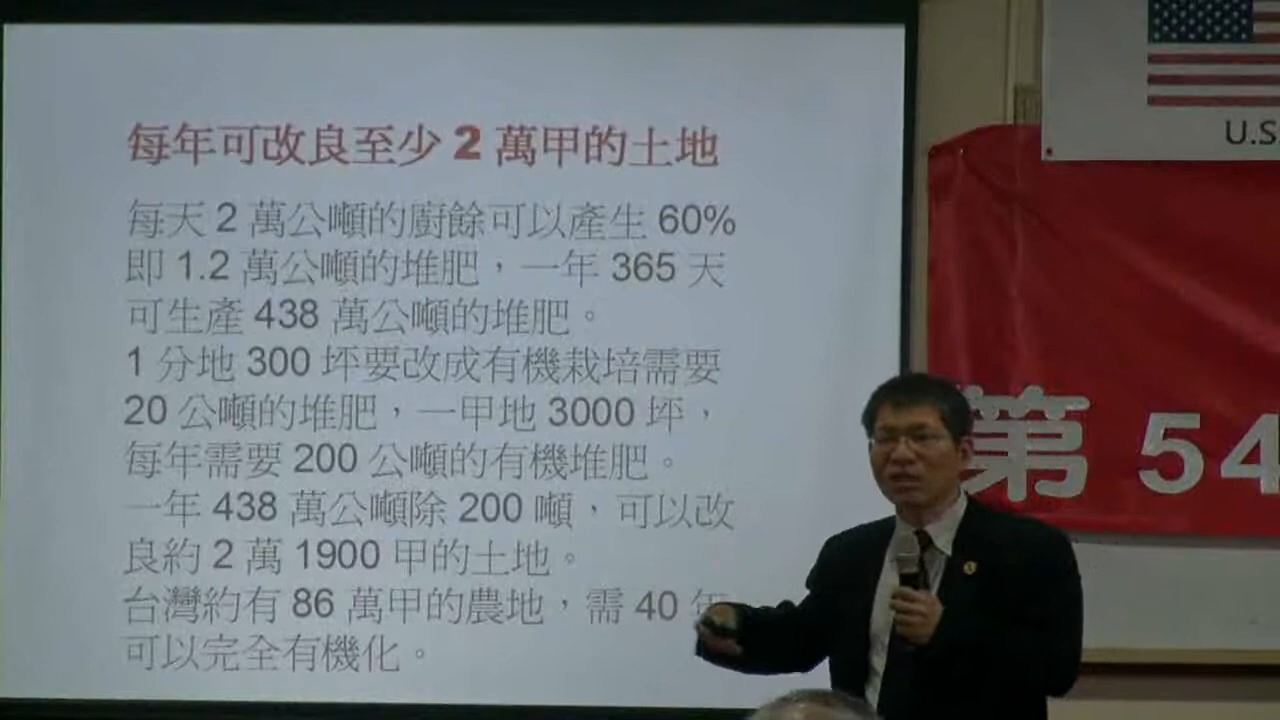 每年可改良至少 2 萬甲的土地
每天 2 萬公噸的廚餘可以產生 60%
即 1.2 萬公噸的堆肥，一年 365 天
可生產 438 萬公噸的堆肥。
1 分地 300 坪要改成有機栽培需要
20 公噸的堆肥，一甲地 3000 坪，
每年需要 200 公噸的有機堆肥。
一年 438 萬公噸除 200 噸，可以改
良約 2 萬 1900 甲的土地。
台灣約有 86 萬甲的農地，需 40 年
可以完全有機化。
U.S
第 54